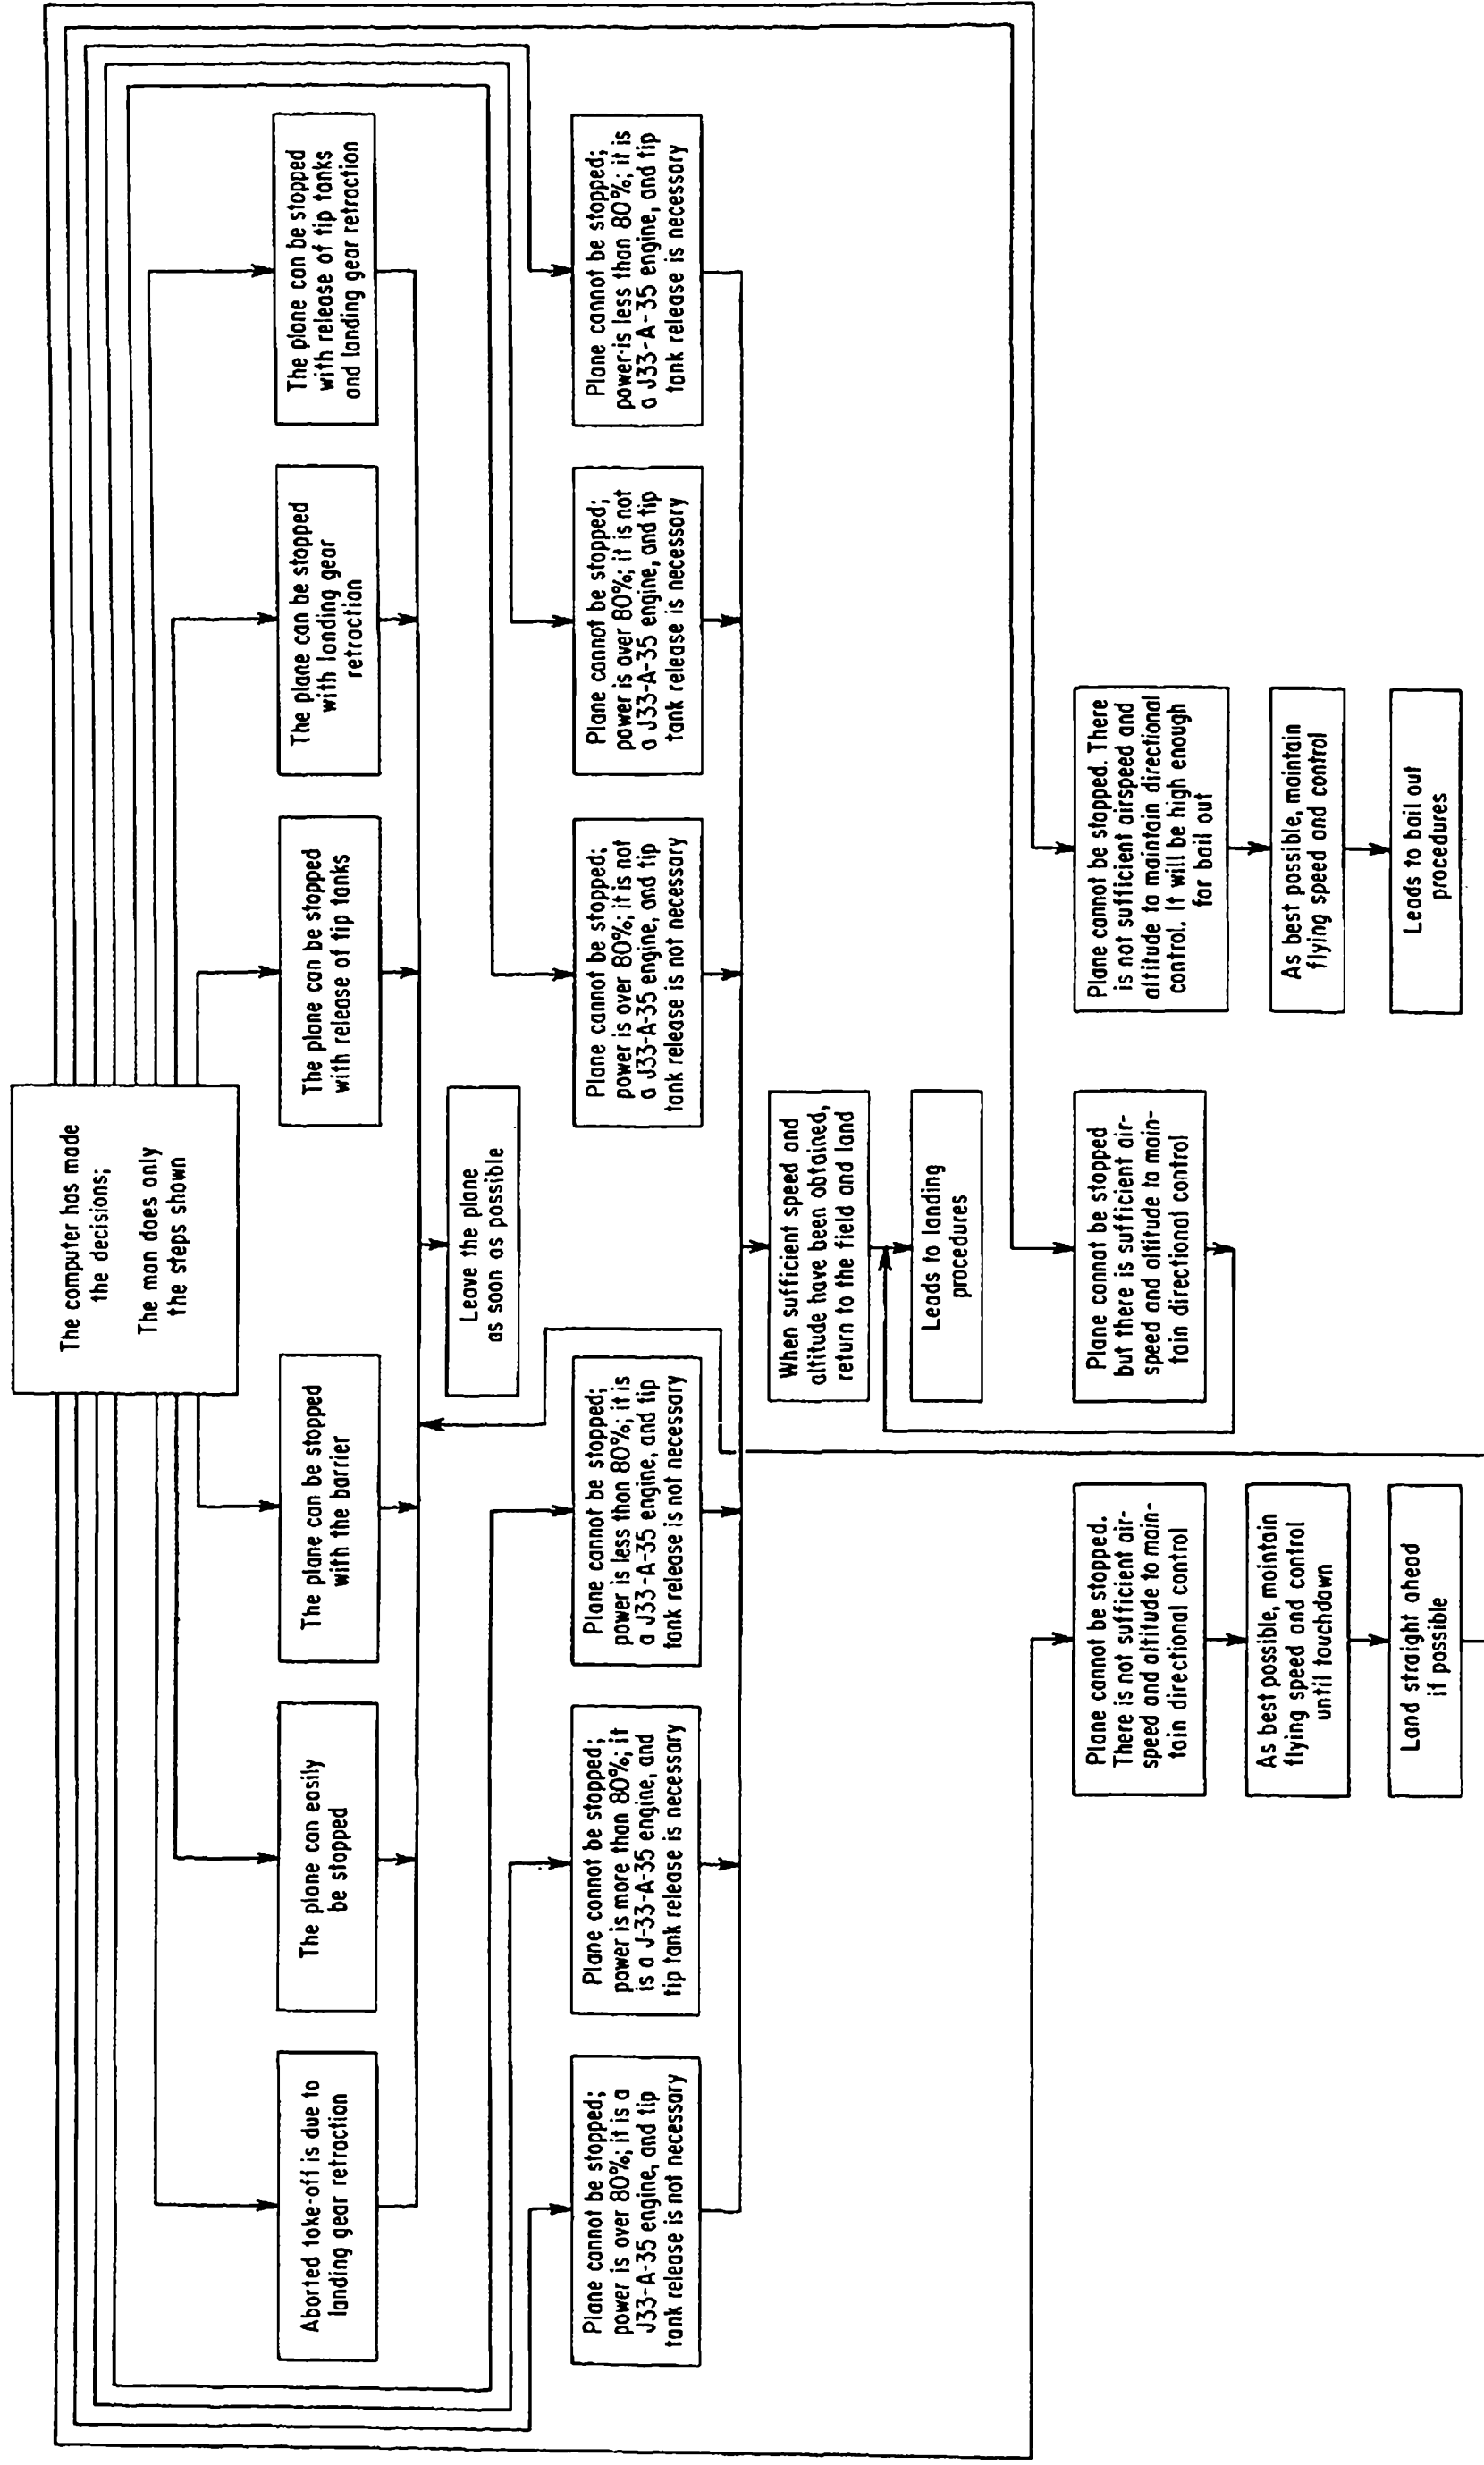 The computer has made
the decisions;
The man does only
the steps shown
Aborted take-off is due to
landing gear retraction
The plane can easily
be stopped
The plane can be stopped
with the barrier
The plane can be stopped
with release of tip tanks
The plane can be stopped
with landing gear
retraction
The plane can be stopped
with release of tip tanks
and landing gear retraction
Leave the plane
as soon as possible
Plane cannot be stopped;
power is over 80%; it is a
J33-A-35 engine, and tip
tank release is not necessary
Plane cannot be stopped;
power is more than 80%; it
is a J-33-A-35 engine, and
tip tank release is necessary
Plane cannot be stopped;
power is less than 80%; it is
a J33-A-35 engine, and tip
tank release is not necessary
Plane cannot be stopped;
power is over 80%; it is not
a J33-A-35 engine, and tip
tank release is not necessary
Plane cannot be stopped;
power is over 80%; it is not
a J33-A-35 engine, and tip
tank release is necessary
Plane cannot be stopped;
power is less than 80%; it is
a J33-A-35 engine, and tip
tank release is necessary
When sufficient speed and
altitude have been obtained,
return to the field and land
Leads to landing
procedures
Plane cannot be stopped.
There is not sufficient air-
speed and altitude to main-
tain directional control
As best possible, maintain
flying speed and control
until touchdown
Land straight ahead
if possible
Plane cannot be stopped
but there is sufficient air-
speed and altitude to main-
tain directional control
Plane cannot be stopped. There
is not sufficient airspeed and
altitude to maintain directional
control. It will be high enough
for bail out
As best possible, maintain
flying speed and control
Leads to bail out
procedures